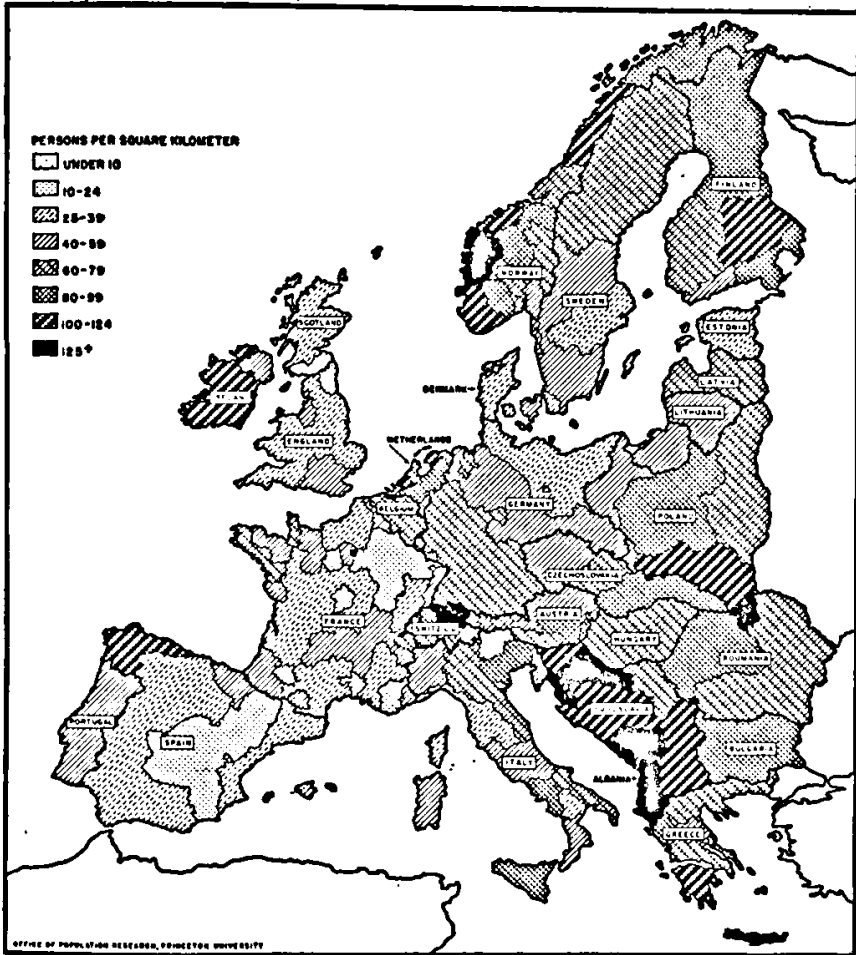 PERSONS PER SQUARE KILOMETER
UNDER 10
10-24
25-39
40-59
60-79
80-99
100-124
125+
FINLAND
NORWAY
SWEDEN
SCOTLAND
ESTONIA
LATVIA
DENMARK
LITHUANIA
ENGLAND
NETHERLANDS
GERMANY
BELGIUM
POLAND
CZECHOSLOVAKIA
AUSTRIA
FRANCE
HUNGARY
ROUMANIA
PORTUGAL
SPAIN
BULGARIA
ITALY
ALBANIA
GREECE
OFFICE OF POPULATION RESEARCH, PRINCETON UNIVERSITY